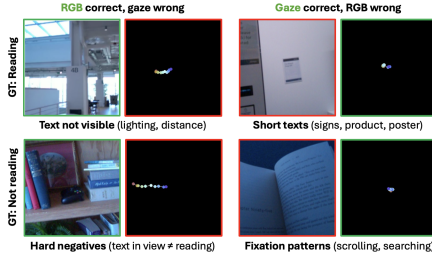 RGB correct, gaze wrong
Gaze correct, RGB wrong
GT: Reading
Text not visible (lighting, distance)
Short texts (signs, product, poster)
GT: Not reading
Hard negatives (text in view ≠ reading)
Fixation patterns (scrolling, searching)